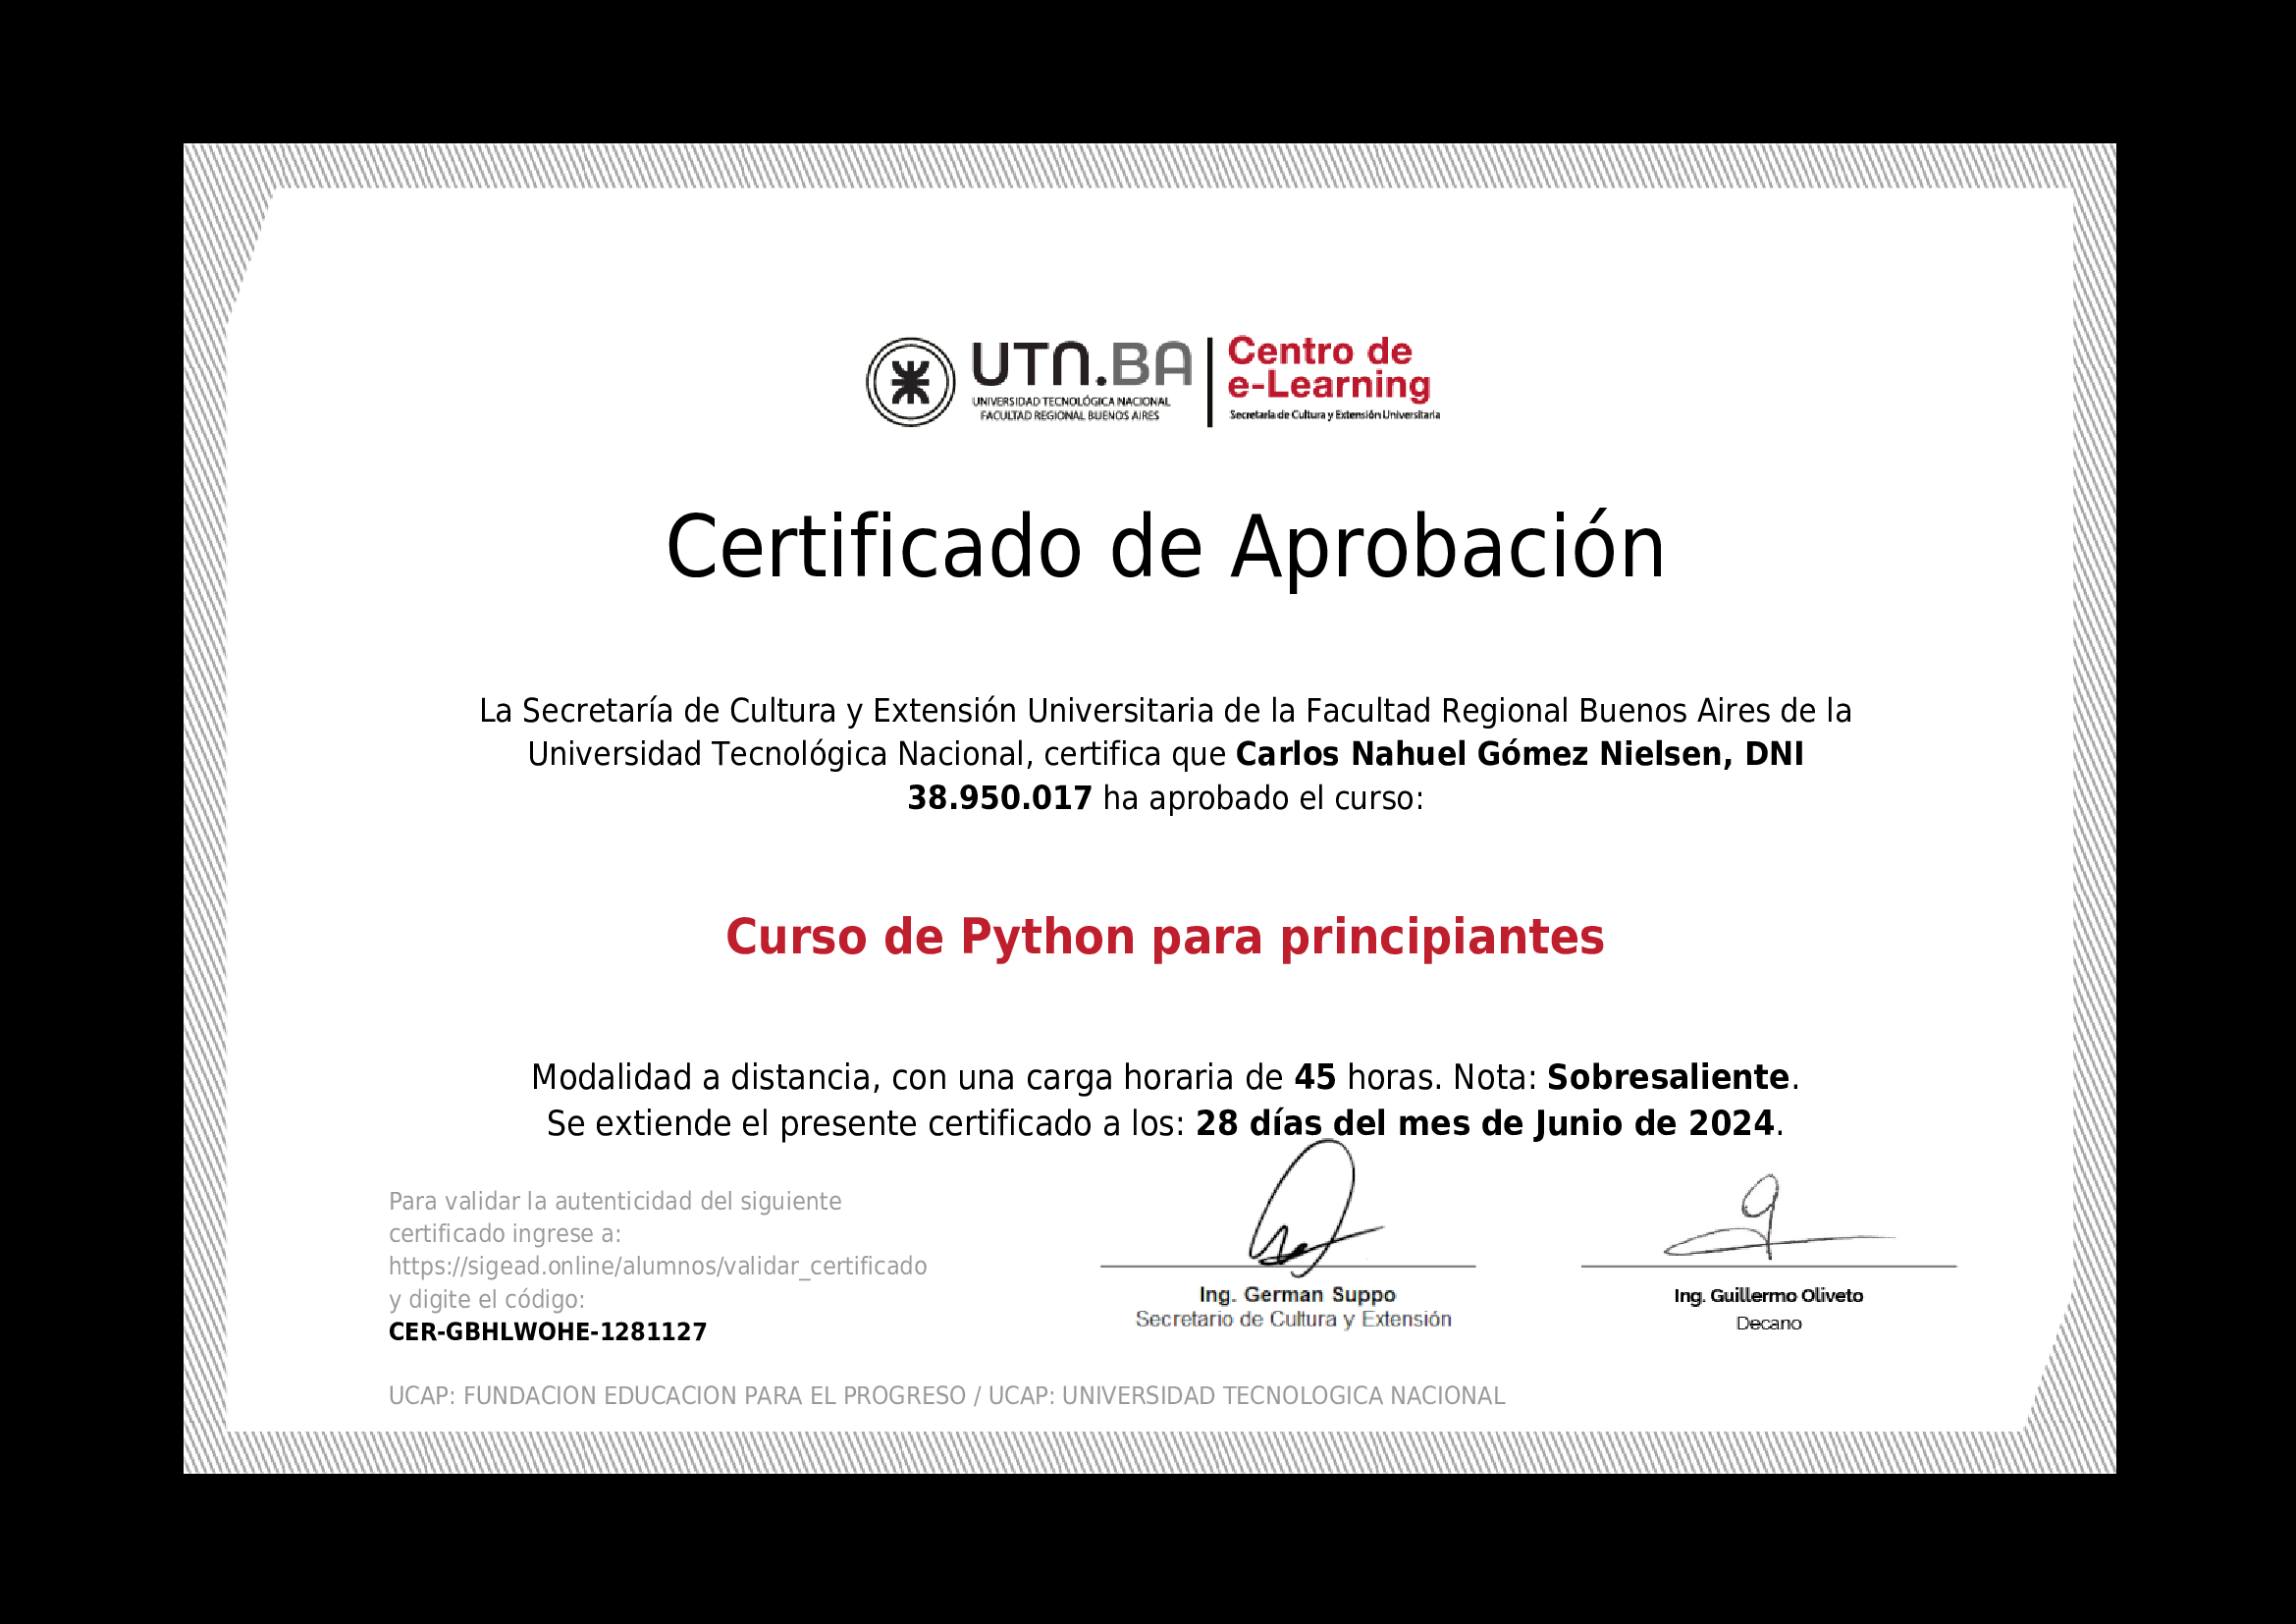 UTN.BA
UNIVERSIDAD TECNOLÓGICA NACIONAL
FACULTAD REGIONAL BUENOS AIRES
Centro de
e-Learning
Secretaría de Cultura y Extensión Universitaria
Certificado de Aprobación
La Secretaría de Cultura y Extensión Universitaria de la Facultad Regional Buenos Aires de la
Universidad Tecnológica Nacional, certifica que Carlos Nahuel Gómez Nielsen, DNI
38.950.017 ha aprobado el curso:
Curso de Python para principiantes
Modalidad a distancia, con una carga horaria de 45 horas. Nota: Sobresaliente.
Se extiende el presente certificado a los: 28 días del mes de Junio de 2024.
Para validar la autenticidad del siguiente
certificado ingrese a:
https://sigead.online/alumnos/validar_certificado
y digite el código:
CER-GBHLWOHE-1281127
Ing. German Suppo
Secretario de Cultura y Extensión
Ing. Guillermo Oliveto
Decano
UCAP: FUNDACION EDUCACION PARA EL PROGRESO / UCAP: UNIVERSIDAD TECNOLOGICA NACIONAL